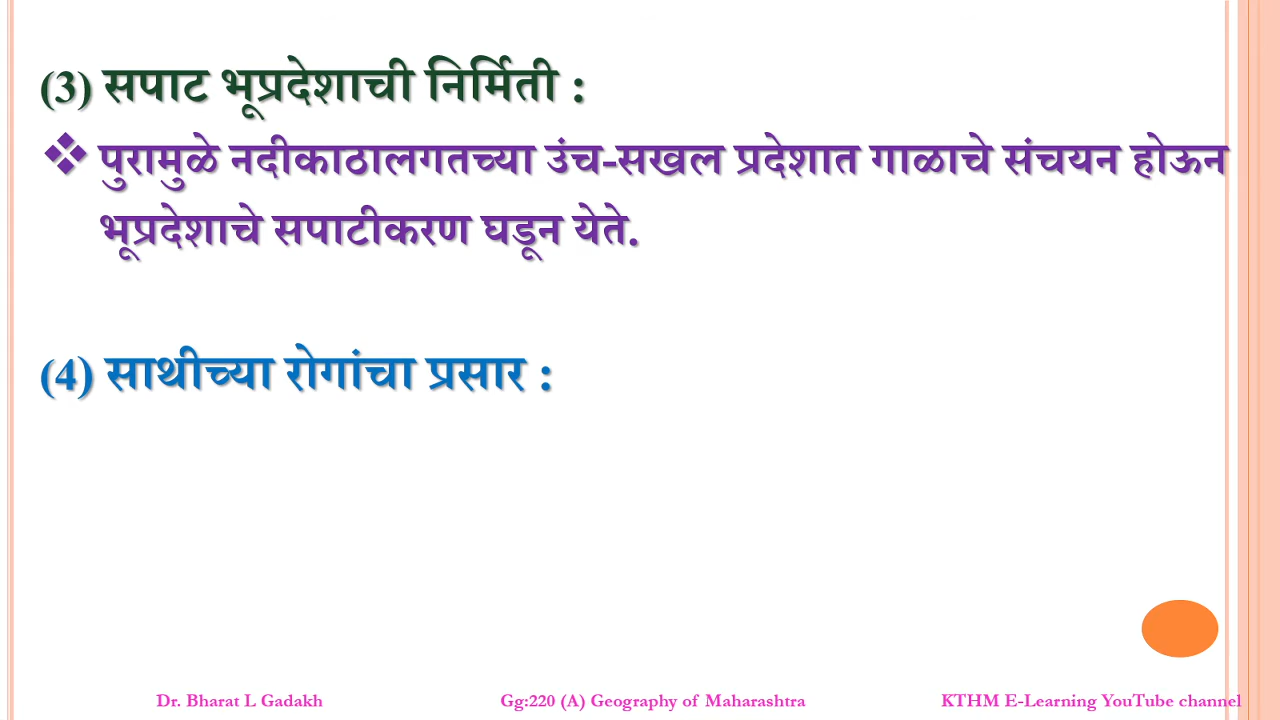 (3) सपाट भूप्रदेशाची निर्मिती :
❖ पुरामुळे नदीकाठालगतच्या उंच-सखल प्रदेशात गाळाचे संचयन होऊन
भूप्रदेशाचे सपाटीकरण घडून येते.
(4) साथीच्या रोगांचा प्रसार :
Dr. Bharat L Gadakh Gg:220 (A) Geography of Maharashtra KTHM E-Learning YouTube channel